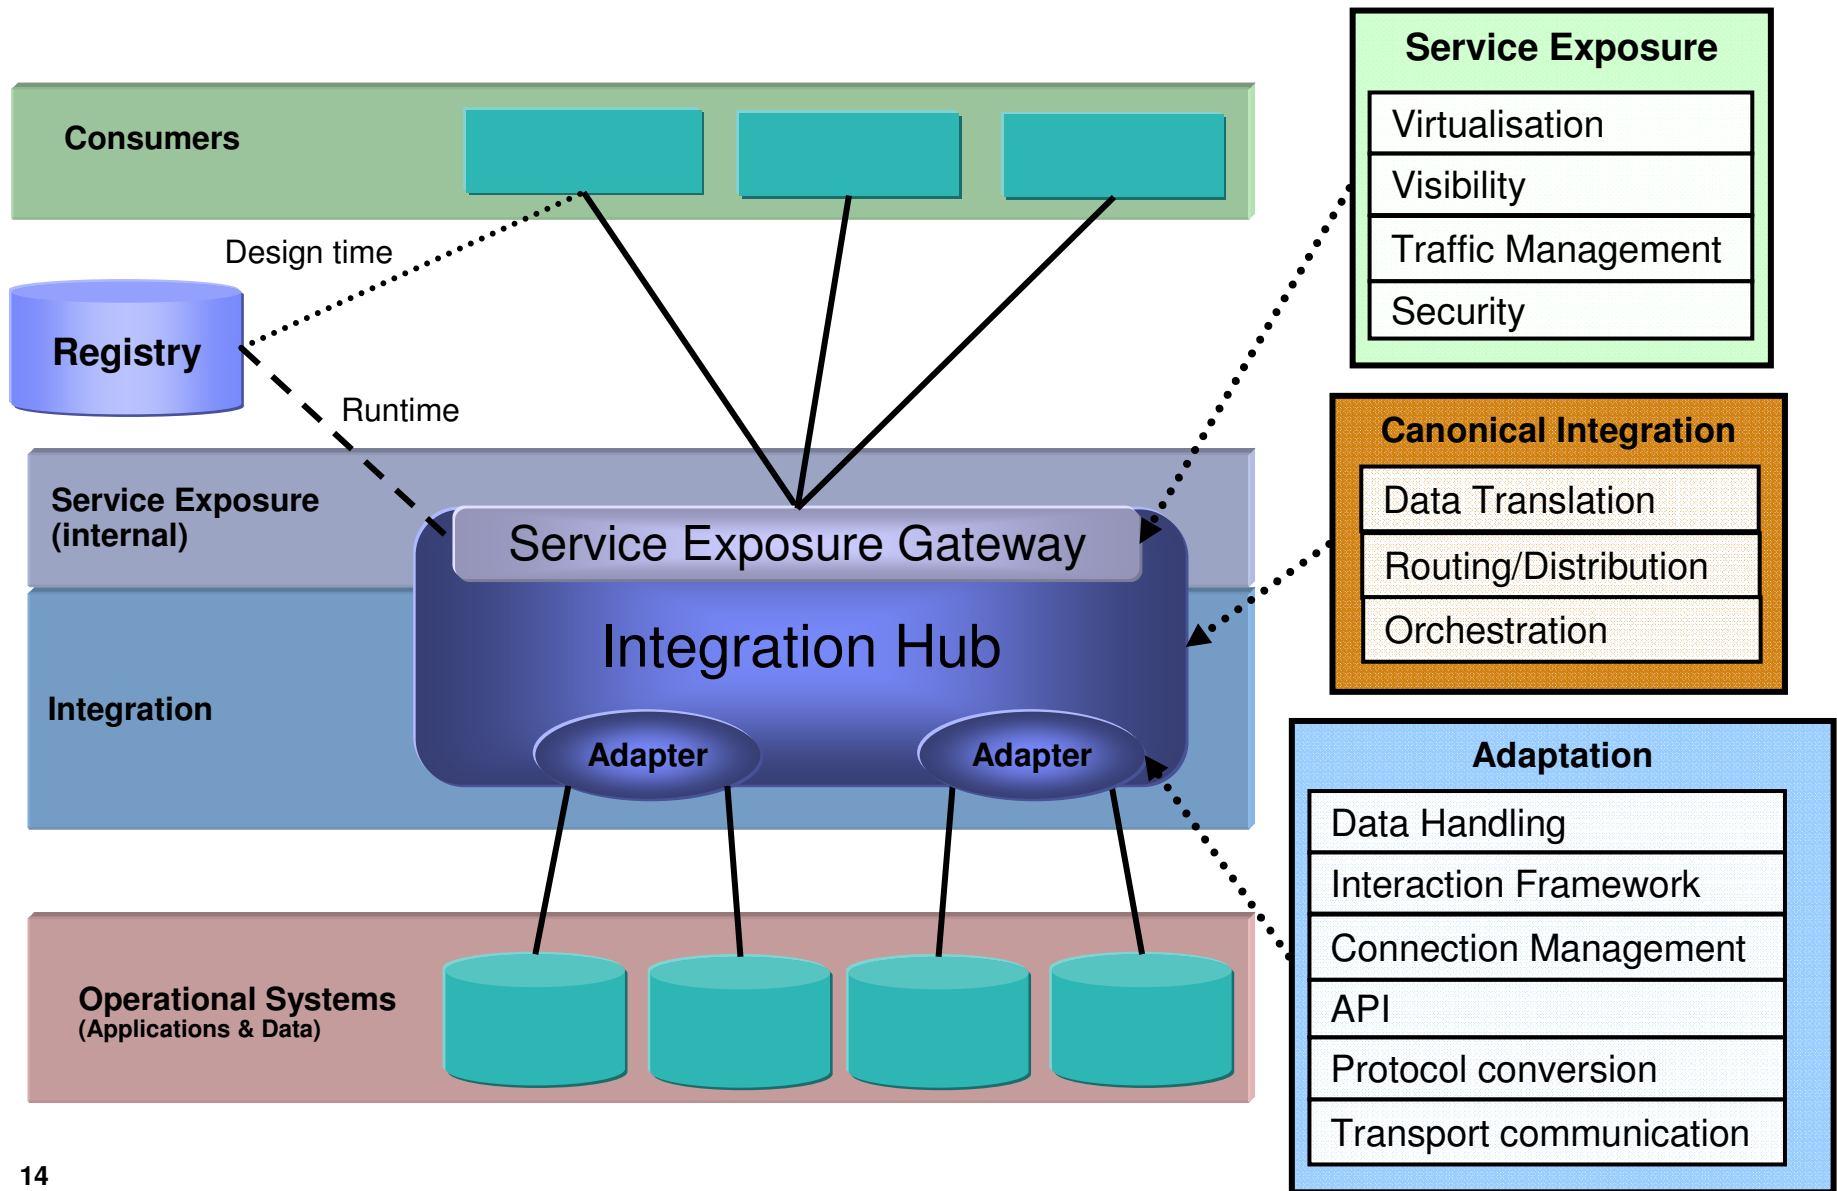 Consumers
Design time
Registry
Runtime
Service Exposure
(internal)
Service Exposure Gateway
Integration Hub
Integration
Adapter
Adapter
Operational Systems
(Applications & Data)
Service Exposure
Virtualisation
Visibility
Traffic Management
Security
Canonical Integration
Data Translation
Routing/Distribution
Orchestration
Adaptation
Data Handling
Interaction Framework
Connection Management
API
Protocol conversion
Transport communication
14